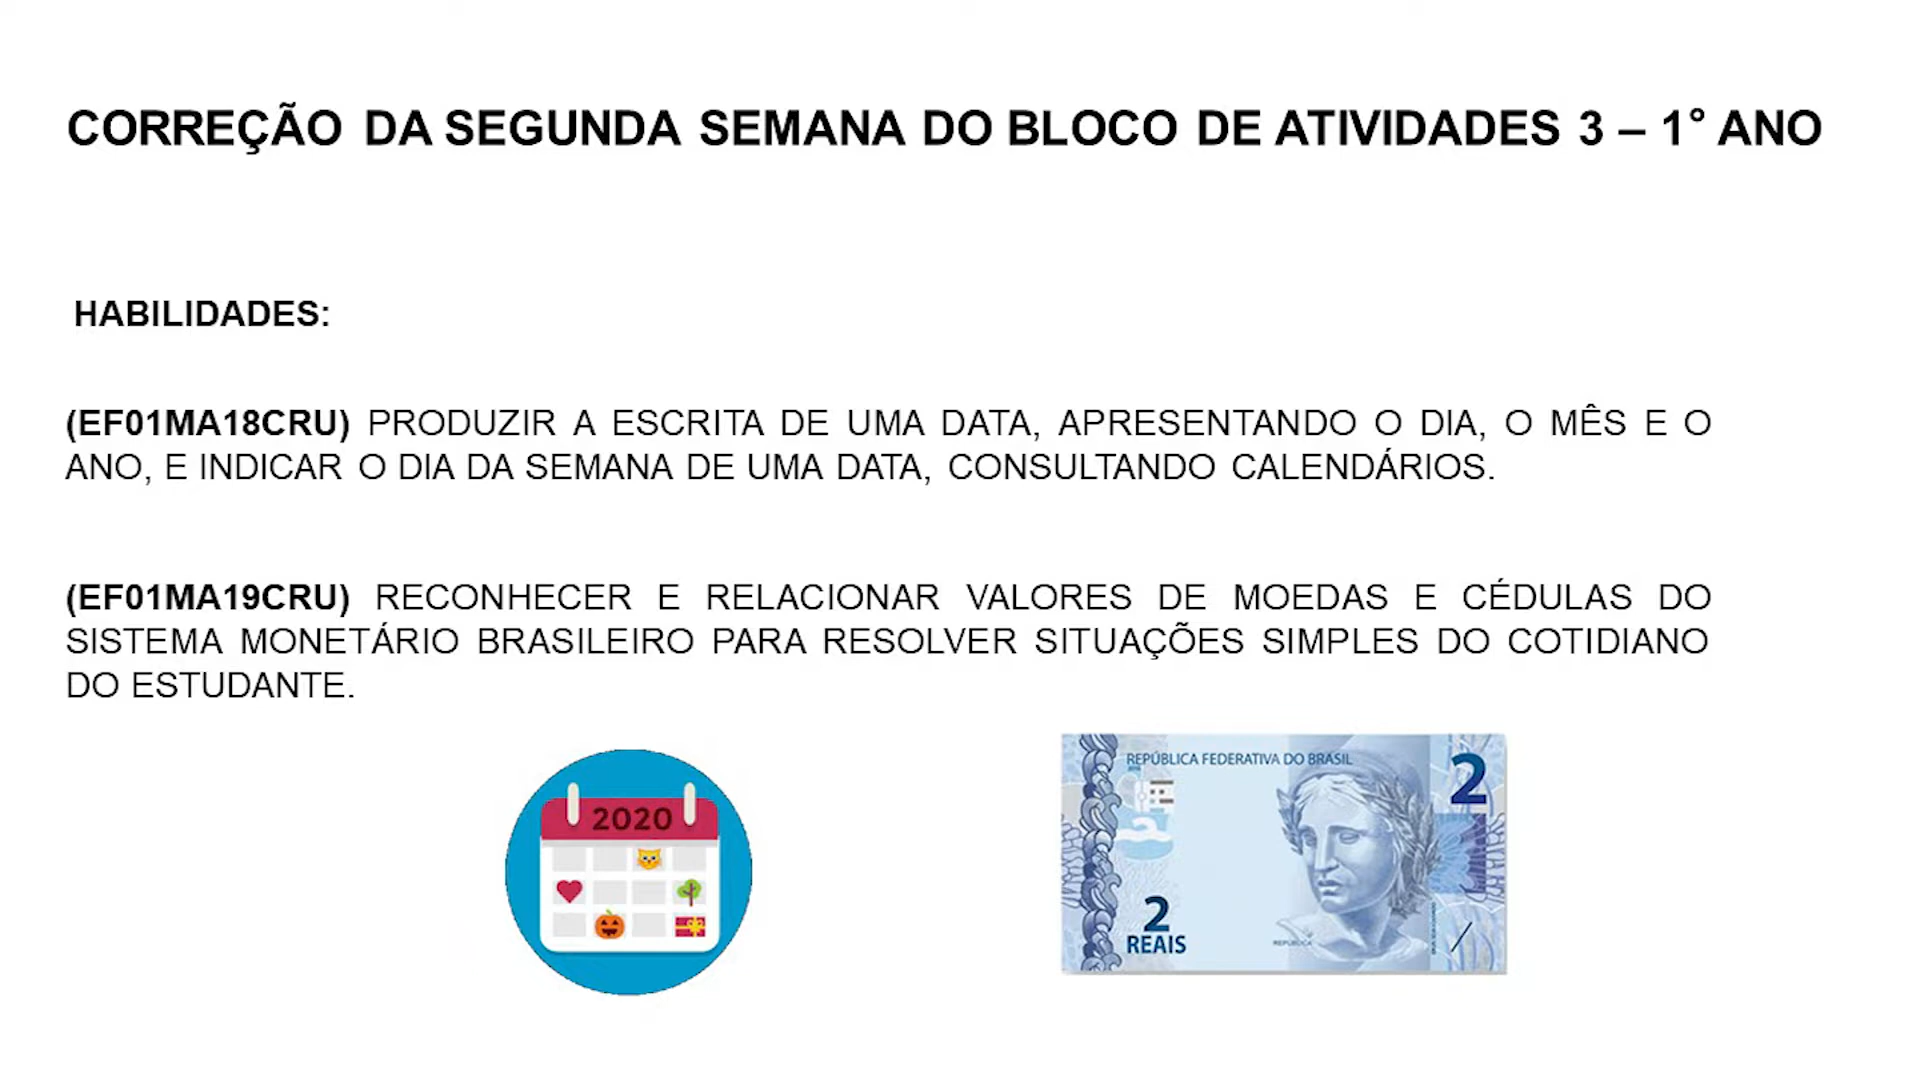 CORREÇÃO DA SEGUNDA SEMANA DO BLOCO DE ATIVIDADES 3 – 1° ANO
HABILIDADES:
(EF01MA18CRU) PRODUZIR A ESCRITA DE UMA DATA, APRESENTANDO O DIA, O MÊS E O
ANO, E INDICAR O DIA DA SEMANA DE UMA DATA, CONSULTANDO CALENDÁRIOS.
(EF01MA19CRU) RECONHECER E RELACIONAR VALORES DE MOEDAS E CÉDULAS DO
SISTEMA MONETÁRIO BRASILEIRO PARA RESOLVER SITUAÇÕES SIMPLES DO COTIDIANO
DO ESTUDANTE.
2020
REPÚBLICA FEDERATIVA DO BRASIL
2
2
REAIS
REPÚBLICA